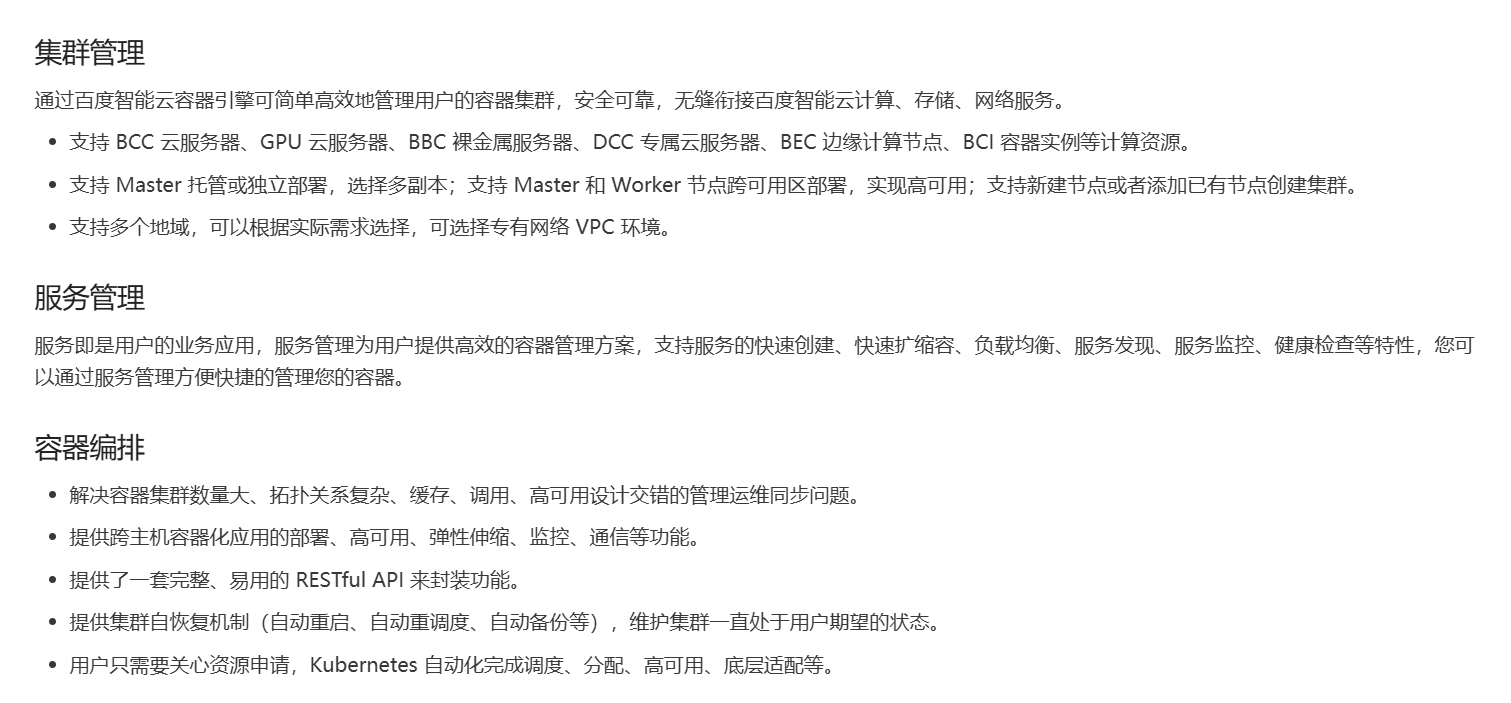 集群管理
通过百度智能云容器引擎可简单高效地管理用户的容器集群，安全可靠，无缝衔接百度智能云计算、存储、网络服务。
• 支持 BCC 云服务器、GPU 云服务器、BBC 裸金属服务器、DCC 专属云服务器、BEC 边缘计算节点、BCI 容器实例等计算资源。
• 支持 Master 托管或独立部署，选择多副本；支持 Master 和 Worker 节点跨可用区部署，实现高可用；支持新建节点或者添加已有节点创建集群。
• 支持多个地域，可以根据实际需求选择，可选择专有网络 VPC 环境。
服务管理
服务即是用户的业务应用，服务管理为用户提供高效的容器管理方案，支持服务的快速创建、快速扩缩容、负载均衡、服务发现、服务监控、健康检查等特性，您可
以通过服务管理方便快捷的管理您的容器。
容器编排
• 解决容器集群数量大、拓扑关系复杂、缓存、调用、高可用设计交错的管理运维同步问题。
• 提供跨主机容器化应用的部署、高可用、弹性伸缩、监控、通信等功能。
• 提供了一套完整、易用的 RESTful API 来封装功能。
• 提供集群自恢复机制（自动重启、自动重调度、自动备份等），维护集群一直处于用户期望的状态。
• 用户只需要关心资源申请，Kubernetes 自动化完成调度、分配、高可用、底层适配等。